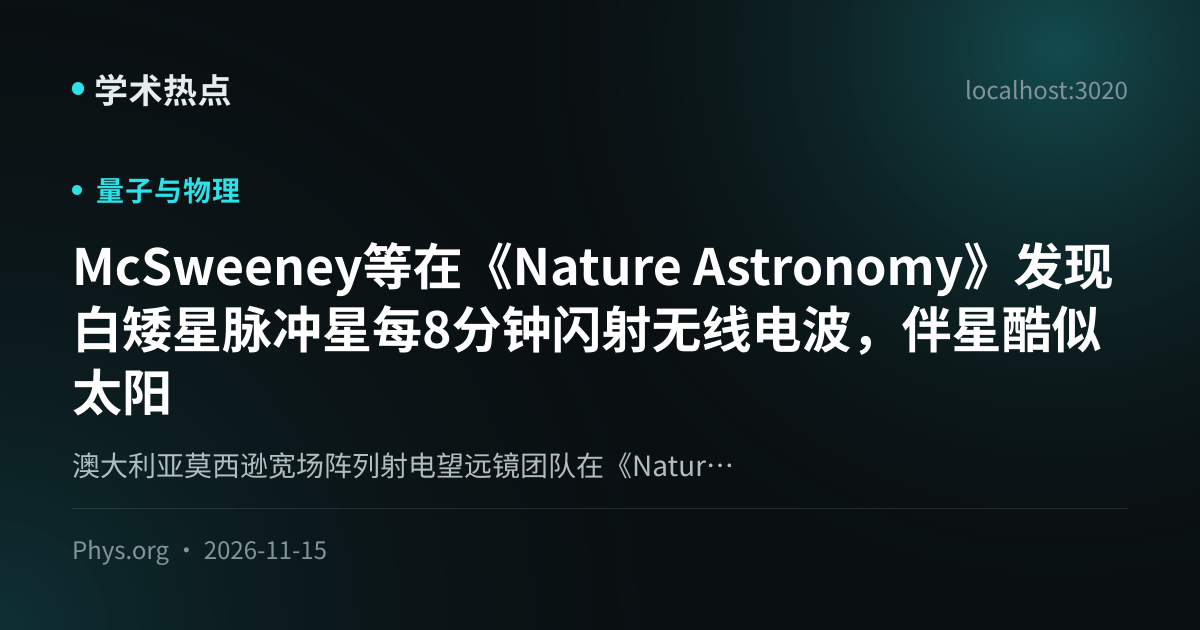 学术热点
localhost:3020
量子与物理
McSweeney等在《Nature Astronomy》发现
白矮星脉冲星每8分钟闪射无线电波，伴星酷似
太阳
澳大利亚莫西逊宽场阵列射电望远镜团队在《Natur…
Phys.org • 2026-11-15